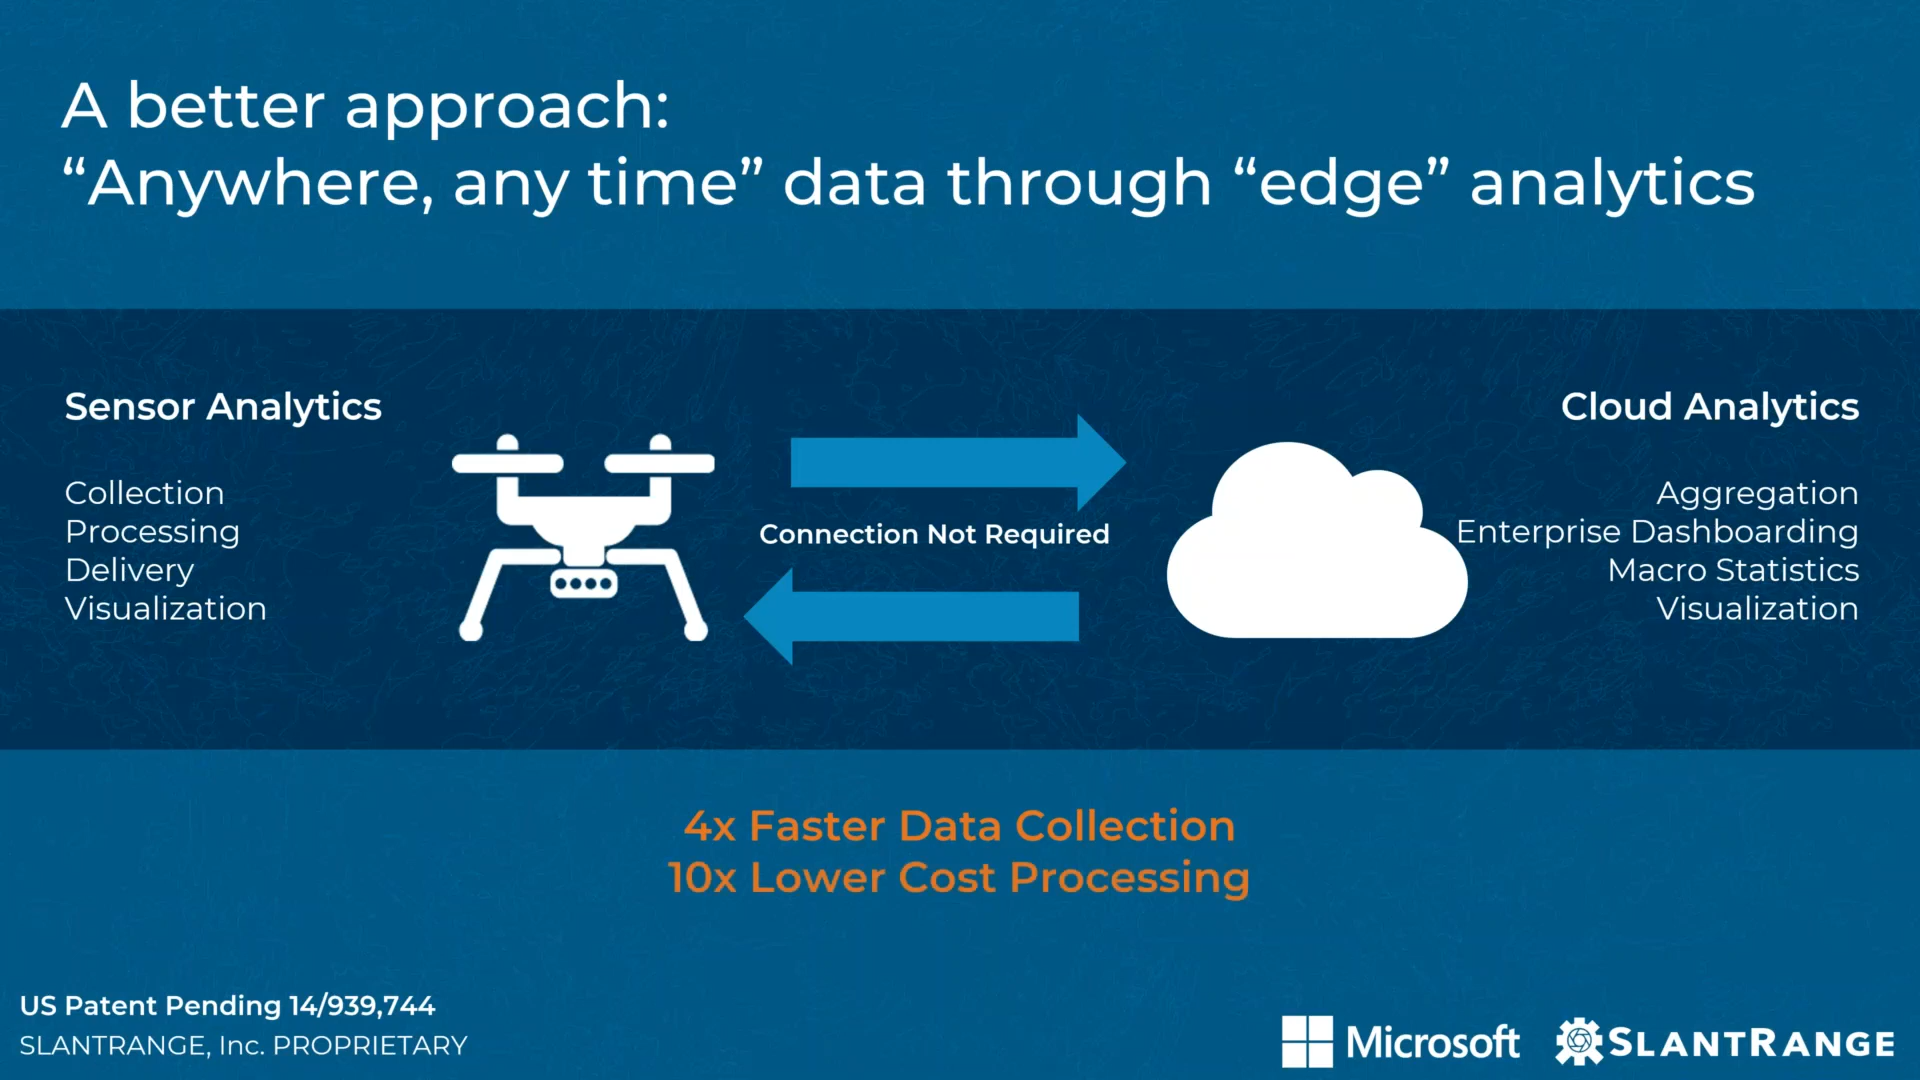 A better approach:
“Anywhere, any time” data through “edge” analytics
Sensor Analytics
Collection
Processing
Delivery
Visualization
Connection Not Required
Cloud Analytics
Aggregation
Enterprise Dashboarding
Macro Statistics
Visualization
4x Faster Data Collection
10x Lower Cost Processing
US Patent Pending 14/939,744
SLANTRANGE, Inc. PROPRIETARY
Microsoft
SLANTRANGE